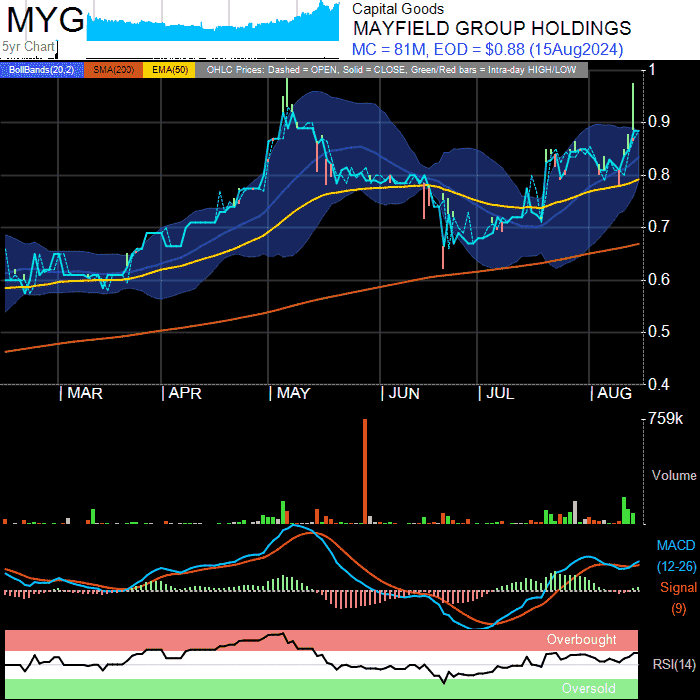 MYG
5yr Chart
Capital Goods
MAYFIELD GROUP HOLDINGS
MC = 81M, EOD = $0.88 (15Aug2024)
BollBands(20,2) SMA(200) EMA(50) OHLC Prices: Dashed = OPEN, Solid = CLOSE, Green/Red bars = Intra-day HIGH/LOW
1
0.9
0.8
0.7
0.6
0.5
0.4
MAR APR MAY JUN JUL AUG
759k
Volume
MACD
(12-26)
Signal
(9)
Overbought
RSI(14)
Oversold